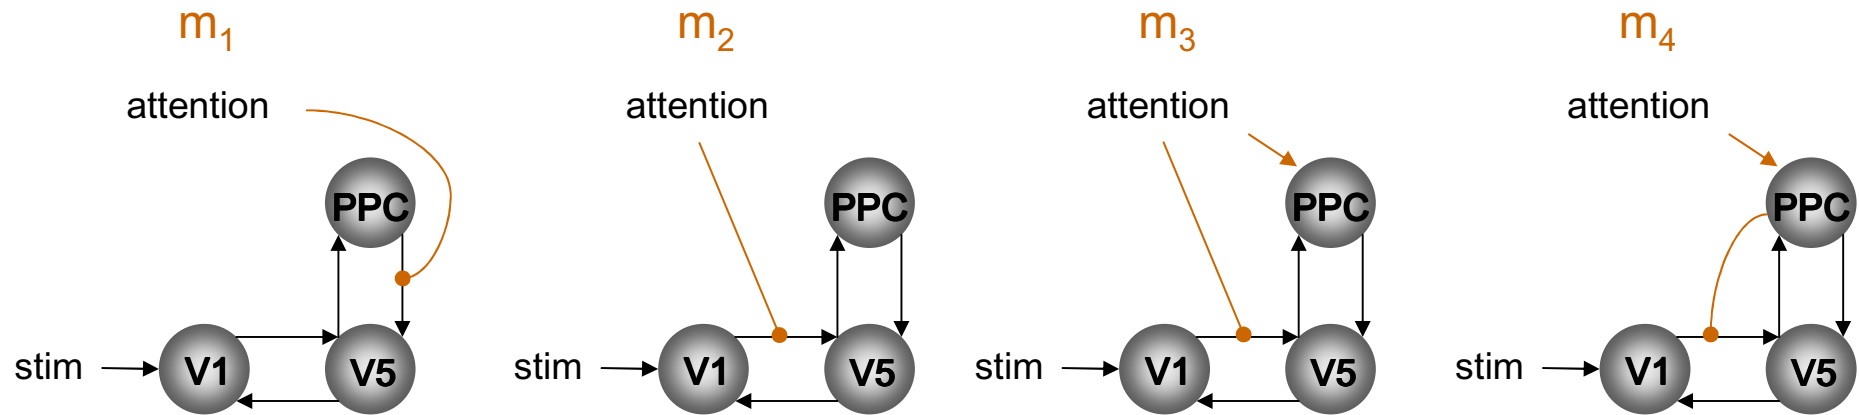 m1 m2 m3 m4
attention attention attention attention
PPC PPC PPC PPC
stim V1 V5 stim V1 V5 stim V1 V5 stim V1 V5